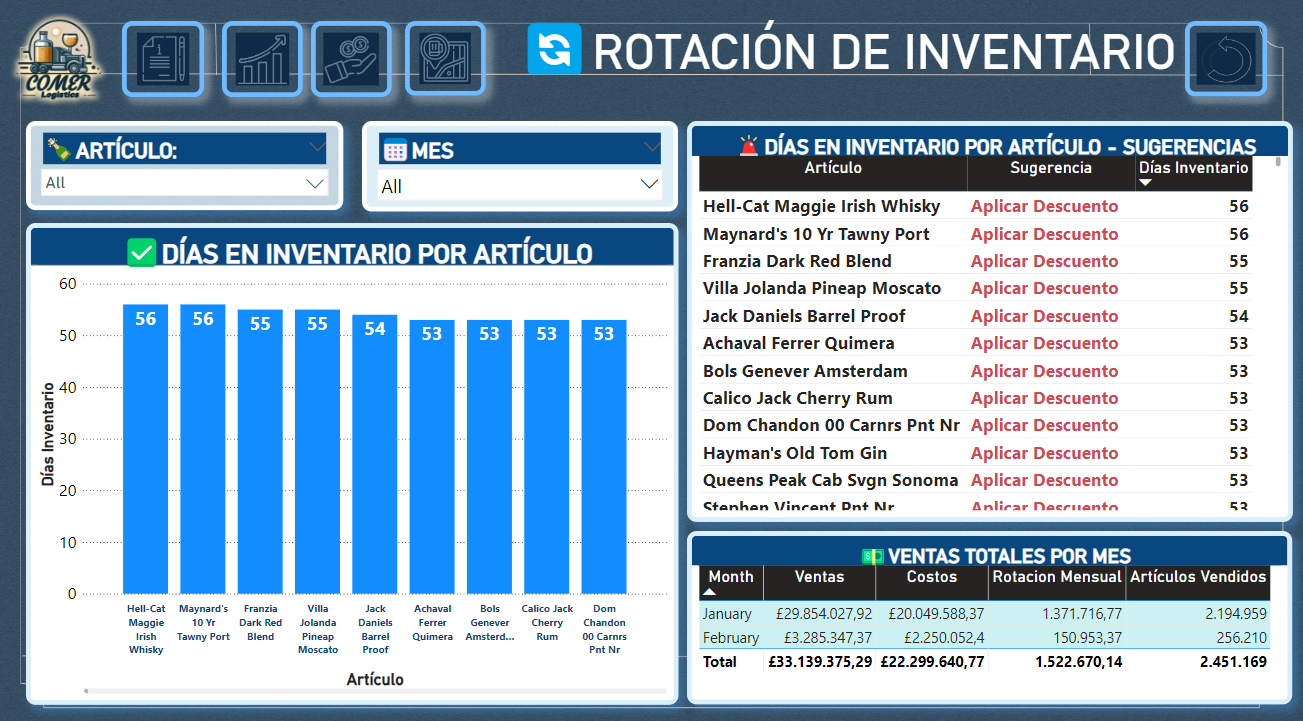 COMER
Logistics
ROTACIÓN DE INVENTARIO
ARTÍCULO:
All
MES
All
DÍAS EN INVENTARIO POR ARTÍCULO
Días Inventario
60
50
40
30
20
10
0
56
56
55
55
54
53
53
53
53
Hell-Cat
Maggie
Irish
Whisky
Maynard's
10 Yr
Tawny Port
Franzia
Dark Red
Blend
Villa
Jolanda
Pineap
Moscato
Jack
Daniels
Barrel
Proof
Achaval
Ferrer
Quimera
Bols
Genever
Amsterd...
Calico Jack
Cherry
Rum
Dom
Chandon
00 Carnrs
Pnt Nr
Artículo
DÍAS EN INVENTARIO POR ARTÍCULO - SUGERENCIAS
Artículo Sugerencia Días Inventario
Hell-Cat Maggie Irish Whisky Aplicar Descuento 56
Maynard's 10 Yr Tawny Port Aplicar Descuento 56
Franzia Dark Red Blend Aplicar Descuento 55
Villa Jolanda Pineap Moscato Aplicar Descuento 55
Jack Daniels Barrel Proof Aplicar Descuento 54
Achaval Ferrer Quimera Aplicar Descuento 53
Bols Genever Amsterdam Aplicar Descuento 53
Calico Jack Cherry Rum Aplicar Descuento 53
Dom Chandon 00 Carnrs Pnt Nr Aplicar Descuento 53
Hayman's Old Tom Gin Aplicar Descuento 53
Queens Peak Cab Svgn Sonoma Aplicar Descuento 53
Stephen Vincent Pnt Nr Aplicar Descuento 53
VENTAS TOTALES POR MES
Month Ventas Costos Rotacion Mensual Artículos Vendidos
January £29.854.027,92 £20.049.588,37 1.371.716,77 2.194.959
February £3.285.347,37 £2.250.052,4 150.953,37 256.210
Total £33.139.375,29 £22.299.640,77 1.522.670,14 2.451.169